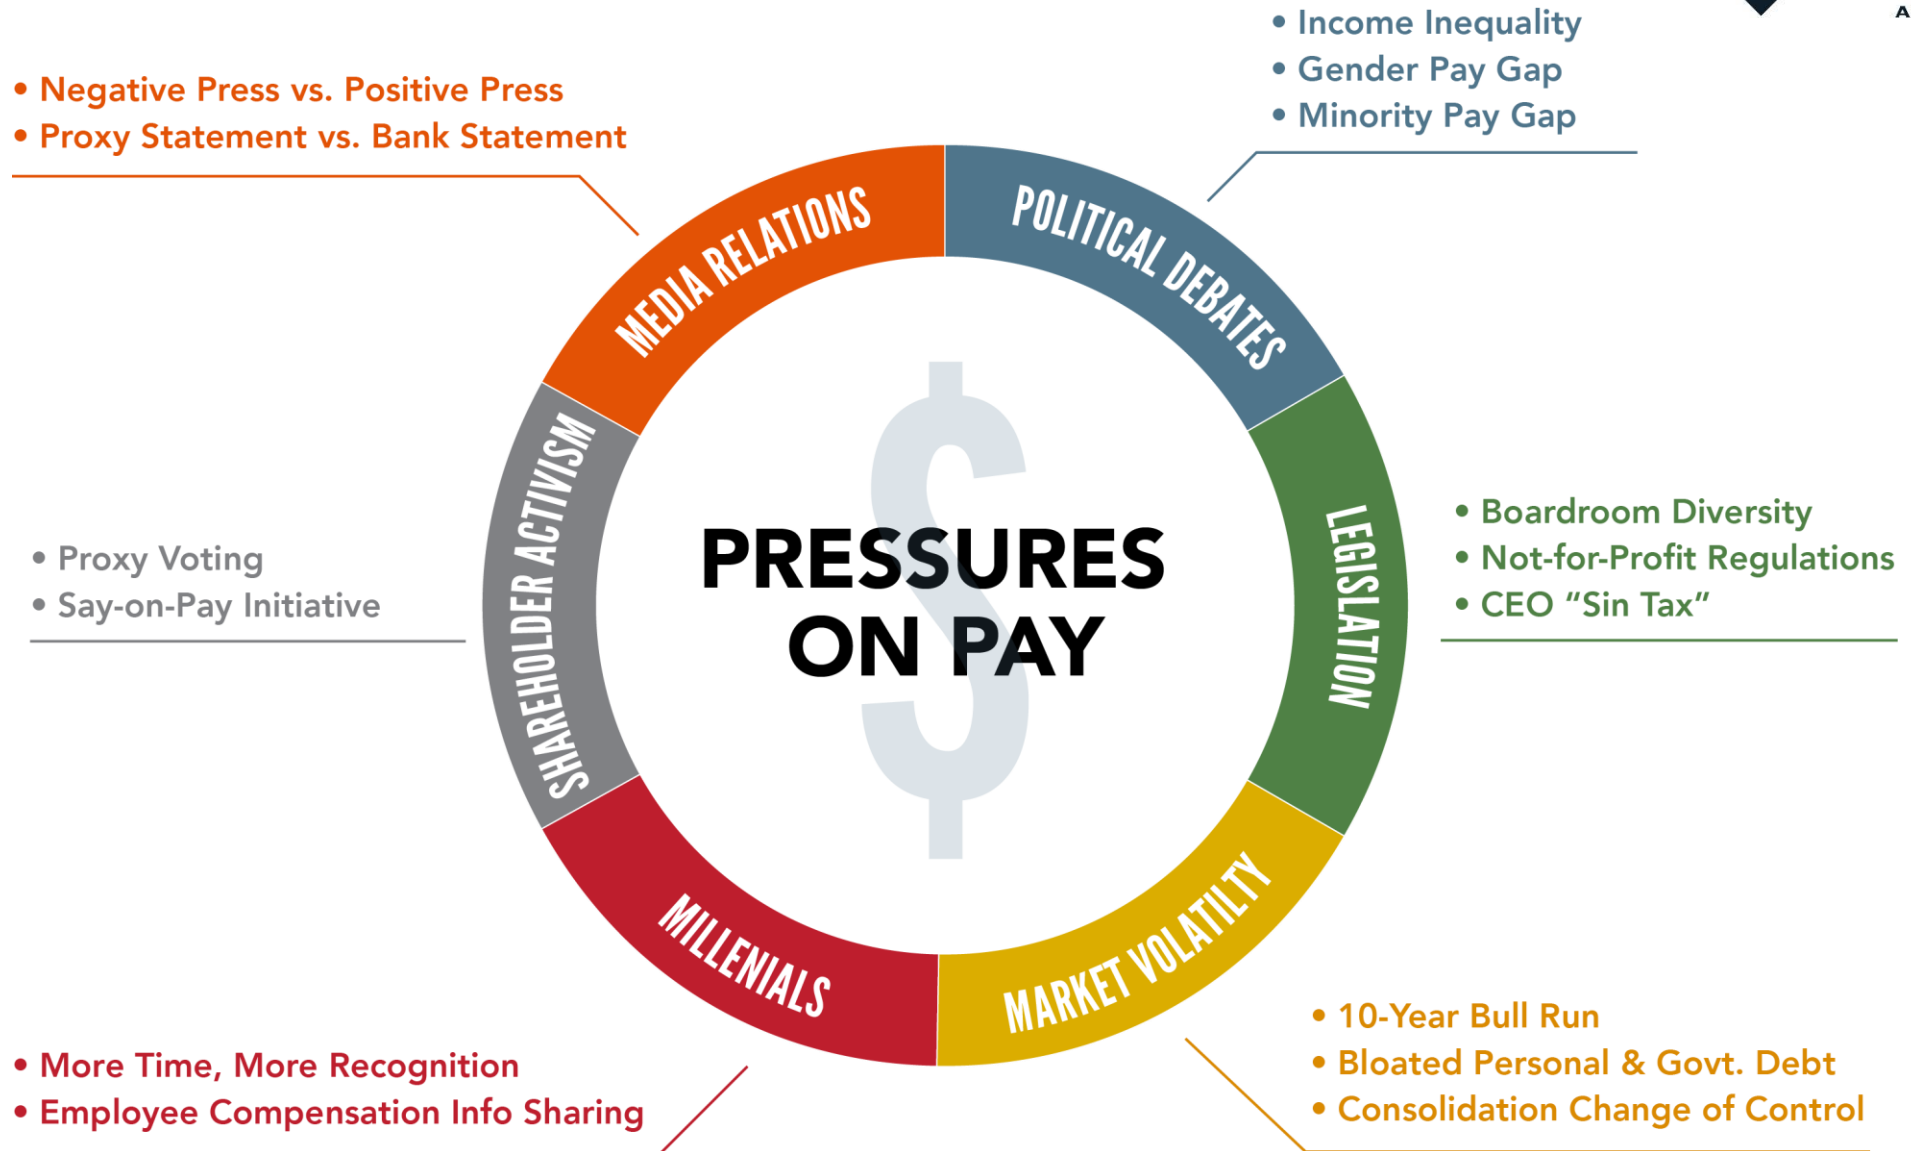 • Income Inequality
• Gender Pay Gap
• Minority Pay Gap
A
• Negative Press vs. Positive Press
• Proxy Statement vs. Bank Statement
MEDIA RELATIONS
POLITICAL DEBATES
SHAREHOLDER ACTIVISM
LEGISLATION
PRESSURES
ON PAY
$
• Boardroom Diversity
• Not-for-Profit Regulations
• CEO “Sin Tax”
• Proxy Voting
• Say-on-Pay Initiative
MILLENIALS
MARKET VOLATILTY
• More Time, More Recognition
• Employee Compensation Info Sharing
• 10-Year Bull Run
• Bloated Personal & Govt. Debt
• Consolidation Change of Control